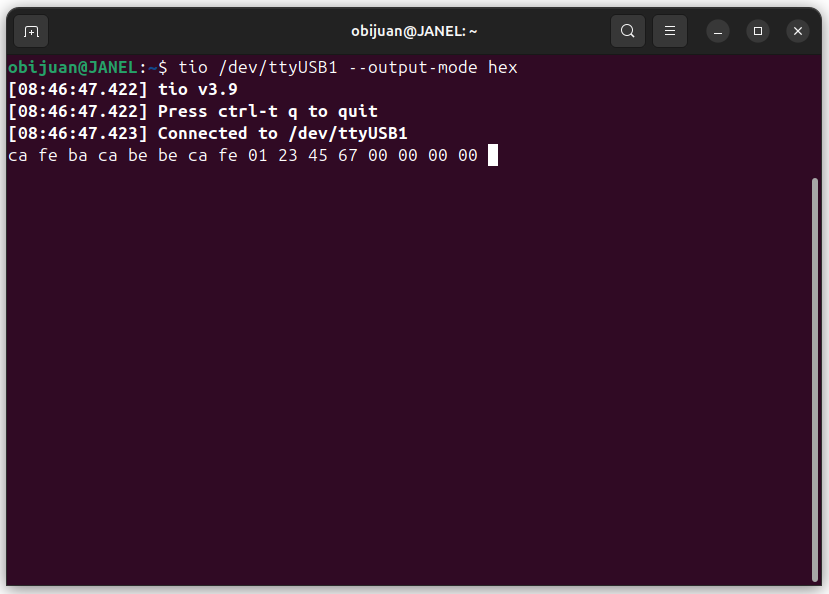 obijuan@JANEL: ~
obijuan@JANEL:~$ tio /dev/ttyUSB1 --output-mode hex
[08:46:47.422] tio v3.9
[08:46:47.422] Press ctrl-t q to quit
[08:46:47.423] Connected to /dev/ttyUSB1
ca fe ba ca be be ca fe 01 23 45 67 00 00 00 00